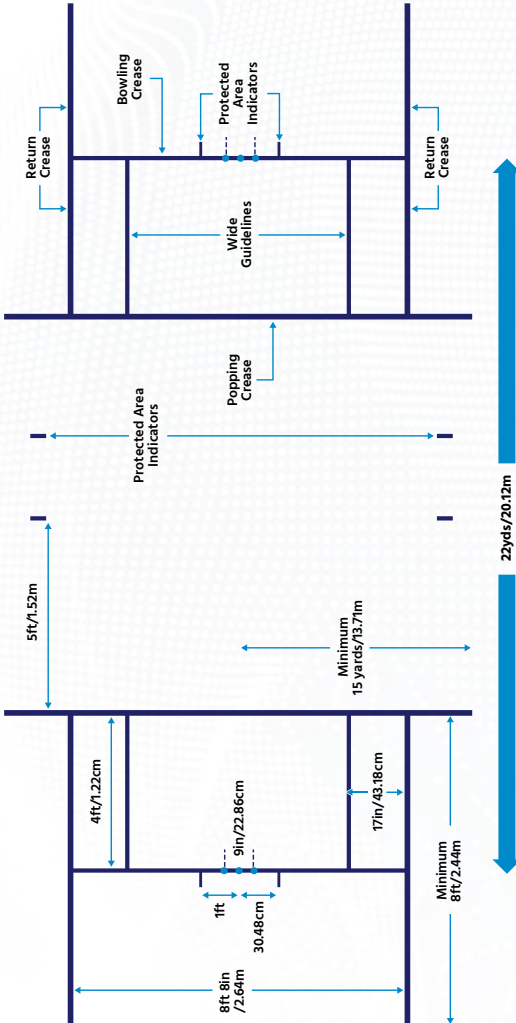 Return
Crease
Bowling
Crease
Protected
Area
Indicators
Wide
Guidelines
Return
Crease
Popping
Crease
Protected Area
Indicators
5ft/1.52m
Minimum
15 yards/13.71m
22yds/20.12m
4ft/1.22cm
9in/22.86cm
17in/43.18cm
1ft
30.48cm
8ft 8in
/2.64m
Minimum
8ft/2.44m